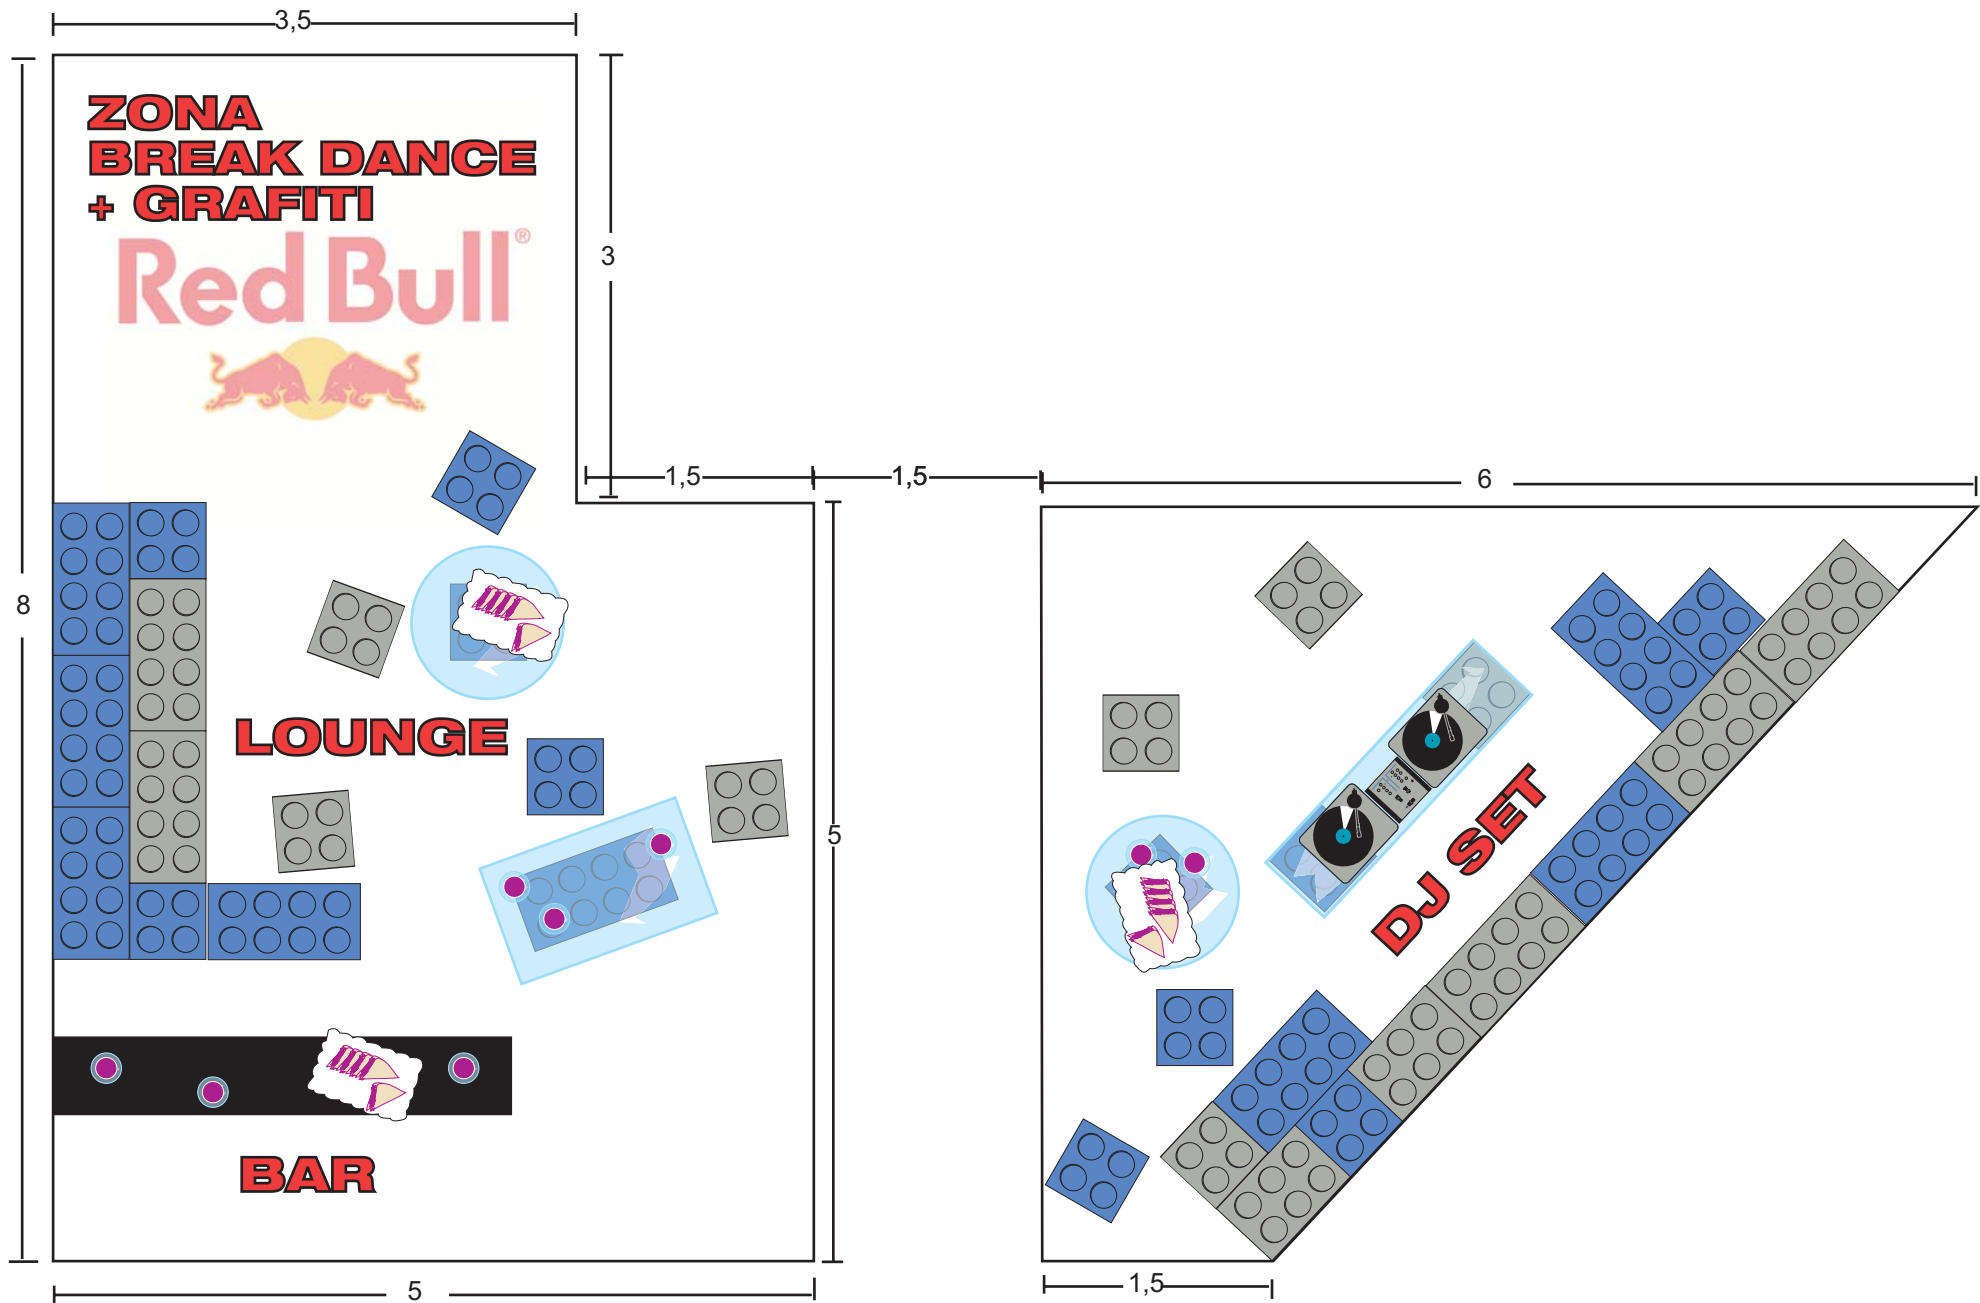 3,5
ZONA
BREAK DANCE
+ GRAFITI
Red Bull®
3
1,5
1,5
6
8
LOUNGE
5
DJ SET
BAR
5
1,5